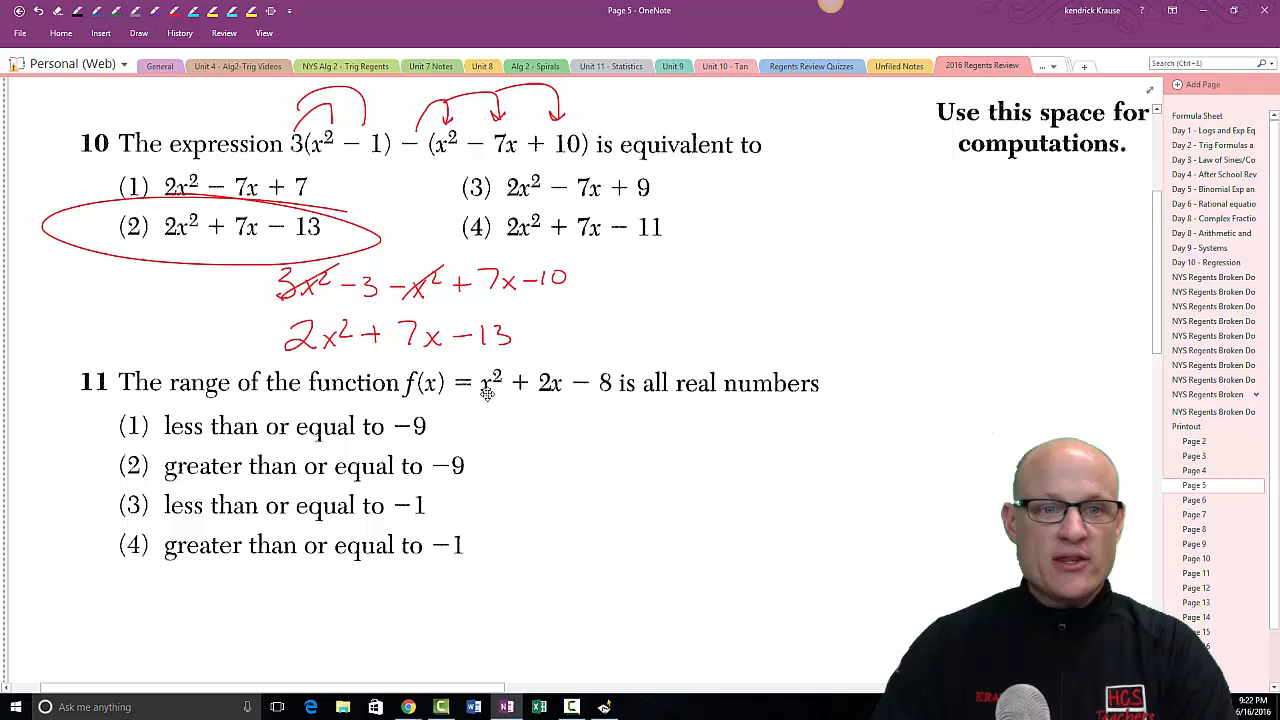 Page 5 - OneNote
kendrick Krause
File Home Insert Draw History Review View
Personal (Web) General Unit 4 - Alg2-Trig Videos NYS Alg 2 - Trig Regents Unit 7 Notes Unit 8 Alg 2 - Spirals Unit 11 - Statistics Unit 9 Unit 10 - Tan Regents Review Quizzes Unfiled Notes 2016 Regents Review ... Search (Ctrl+E)
Use this space for
computations.
10 The expression 3(x² − 1) − (x² − 7x + 10) is equivalent to
(1) 2x² − 7x + 7 (3) 2x² − 7x + 9
(2) 2x² + 7x − 13 (4) 2x² + 7x − 11
3x² - 3 - x² + 7x - 10
2x² + 7x - 13
11 The range of the function f(x) = x² + 2x − 8 is all real numbers
(1) less than or equal to −9
(2) greater than or equal to −9
(3) less than or equal to −1
(4) greater than or equal to −1
Add Page
Formula Sheet
Day 1 - Logs and Exp Eq
Day 2 - Trig Formulas a
Day 3 - Law of Sines/Co
Day 4 - After School Rev
Day 5 - Binomial Exp an
Day 6 - Rational equatio
Day 8 - Complex Fractio
Day 8 - Arithmetic and
Day 9 - Systems
Day 10 - Regression
NYS Regents Broken Do
NYS Regents Broken Do
NYS Regents Broken Do
NYS Regents Broken Do
NYS Regents Broken Do
NYS Regents Broken Do
NYS Regents Broken Do
NYS Regents Broken Do
NYS Regents Broken
NYS Regents Broken Do
Printout
Page 2
Page 3
Page 4
Page 5
Page 6
Page 7
Page 8
Page 9
Page 10
Page 11
Page 12
Page 13
Page 14
Page 15
HCS
Teachers
Ask me anything
9:22 PM
6/16/2016